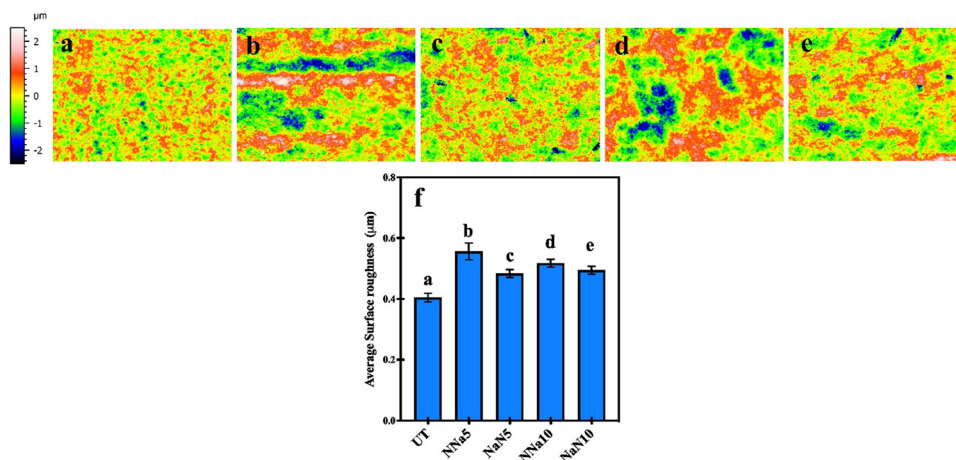 μm
2
1
0
-1
-2
a
b
c
d
e
f
Average Surface roughness (μm)
0.8
0.6
0.4
0.2
0.0
a
b
c
d
e
UT
NNa5
NaN5
NNa10
NaN10